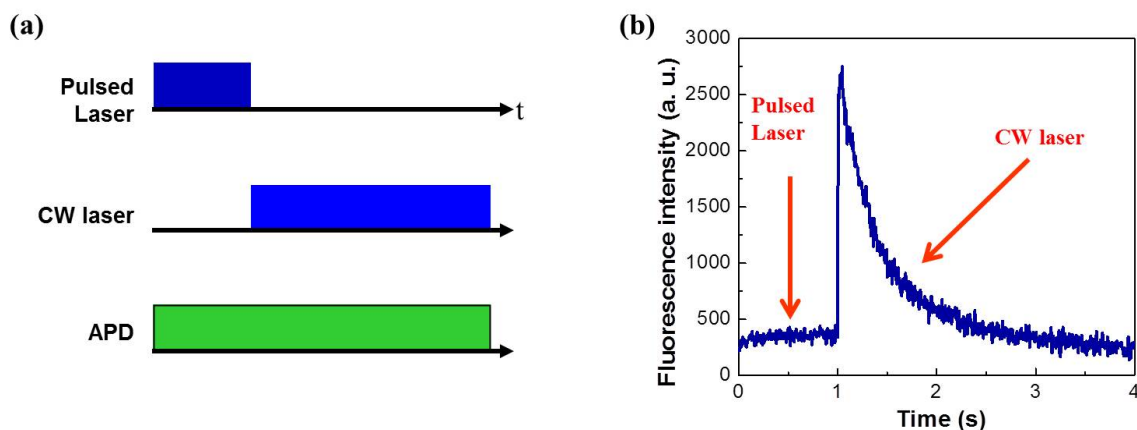 (a)
Pulsed
Laser
t
CW laser
APD
(b)
Fluorescence intensity (a. u.)
3000
2500
2000
1500
1000
500
0
Pulsed
Laser
CW laser
0 1 2 3 4
Time (s)